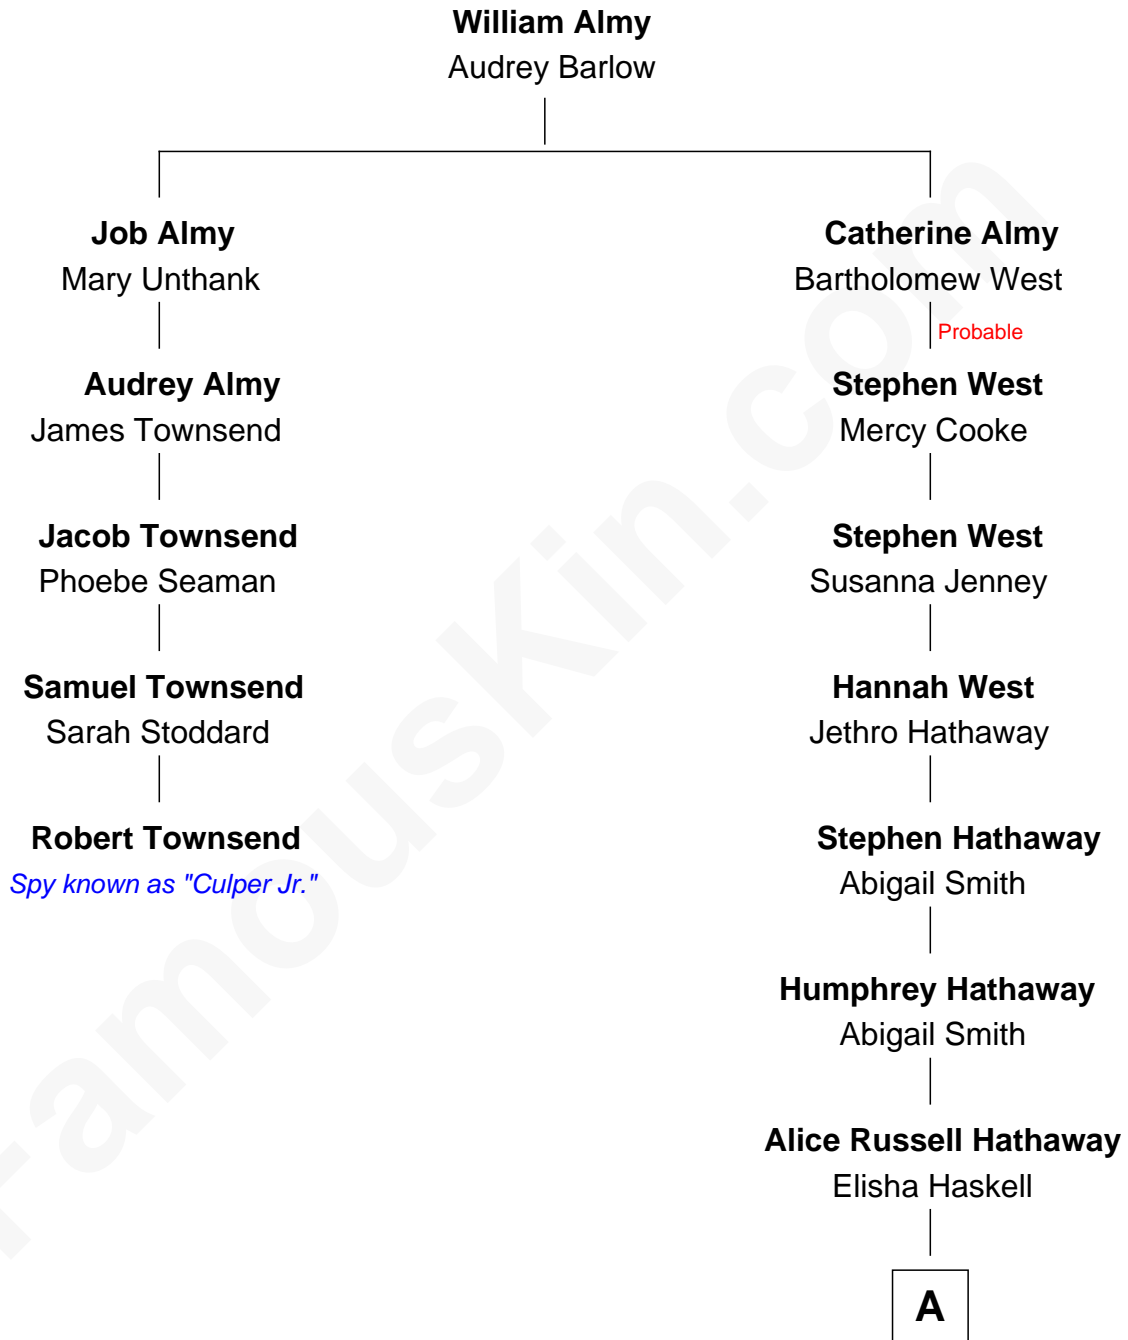 William Almy
Audrey Barlow
Job Almy
Mary Unthank
Audrey Almy
James Townsend
Jacob Townsend
Phoebe Seaman
Samuel Townsend
Sarah Stoddard
Robert Townsend
Spy known as "Culper Jr."
Catherine Almy
Bartholomew West
Probable
Stephen West
Mercy Cooke
Stephen West
Susanna Jenney
Hannah West
Jethro Hathaway
Stephen Hathaway
Abigail Smith
Humphrey Hathaway
Abigail Smith
Alice Russell Hathaway
Elisha Haskell
A
FamousKin.com